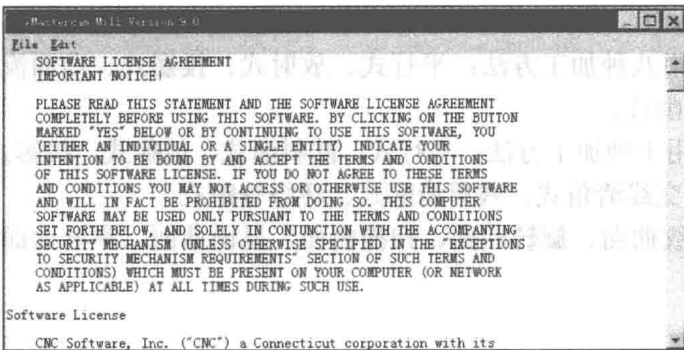 Mastercam Mill Version 9.0
File Edit
SOFTWARE LICENSE AGREEMENT
IMPORTANT NOTICE!
PLEASE READ THIS STATEMENT AND THE SOFTWARE LICENSE AGREEMENT
COMPLETELY BEFORE USING THIS SOFTWARE. BY CLICKING ON THE BUTTON
MARKED "YES" BELOW OR BY CONTINUING TO USE THIS SOFTWARE, YOU
(EITHER AN INDIVIDUAL OR A SINGLE ENTITY) INDICATE YOUR
INTENTION TO BE BOUND BY AND ACCEPT THE TERMS AND CONDITIONS
OF THIS SOFTWARE LICENSE. IF YOU DO NOT AGREE TO THESE TERMS
AND CONDITIONS YOU MAY NOT ACCESS OR OTHERWISE USE THIS SOFTWARE
AND WILL IN FACT BE PROHIBITED FROM DOING SO. THIS COMPUTER
SOFTWARE MAY BE USED ONLY PURSUANT TO THE TERMS AND CONDITIONS
SET FORTH BELOW, AND SOLELY IN CONJUNCTION WITH THE ACCOMPANYING
SECURITY MECHANISM (UNLESS OTHERWISE SPECIFIED IN THE "EXCEPTIONS
TO SECURITY MECHANISM REQUIREMENTS" SECTION OF SUCH TERMS AND
CONDITIONS) WHICH MUST BE PRESENT ON YOUR COMPUTER (OR NETWORK
AS APPLICABLE) AT ALL TIMES DURING SUCH USE.
Software License
CNC Software, Inc. ("CNC") a Connecticut corporation with its